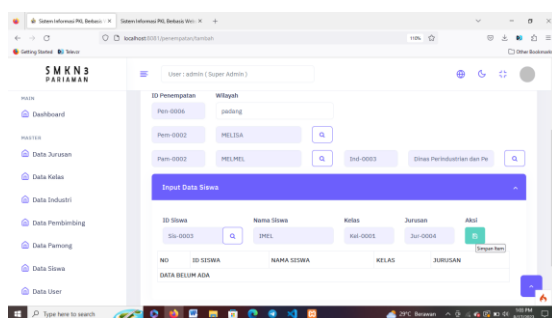 Sistem Informasi PKL Berbasis
Sistem Informasi PKL Berbasis Web
localhost:8081/penempatan/tambah
110%
Getting Started
Telexur
Other Bookmarks
SMKN 3
PARIAMAN
User : admin ( Super Admin )
MAIN
Dashboard
MASTER
Data Jurusan
Data Kelas
Data Industri
Data Pembimbing
Data Pamong
Data Siswa
Data User
ID Penempatan Wilayah
Pen-0006 padang
Pem-0002 MELISA
Pam-0002 MELMEL Ind-0003 Dinas Perindustrian dan Pe
Input Data Siswa
ID Siswa Nama Siswa Kelas Jurusan Aksi
Sis-0003 IMEL Kel-0001 Jur-0004
Simpan Item
NO ID SISWA NAMA SISWA KELAS JURUSAN
DATA BELUM ADA
Type here to search
29°C Berawan